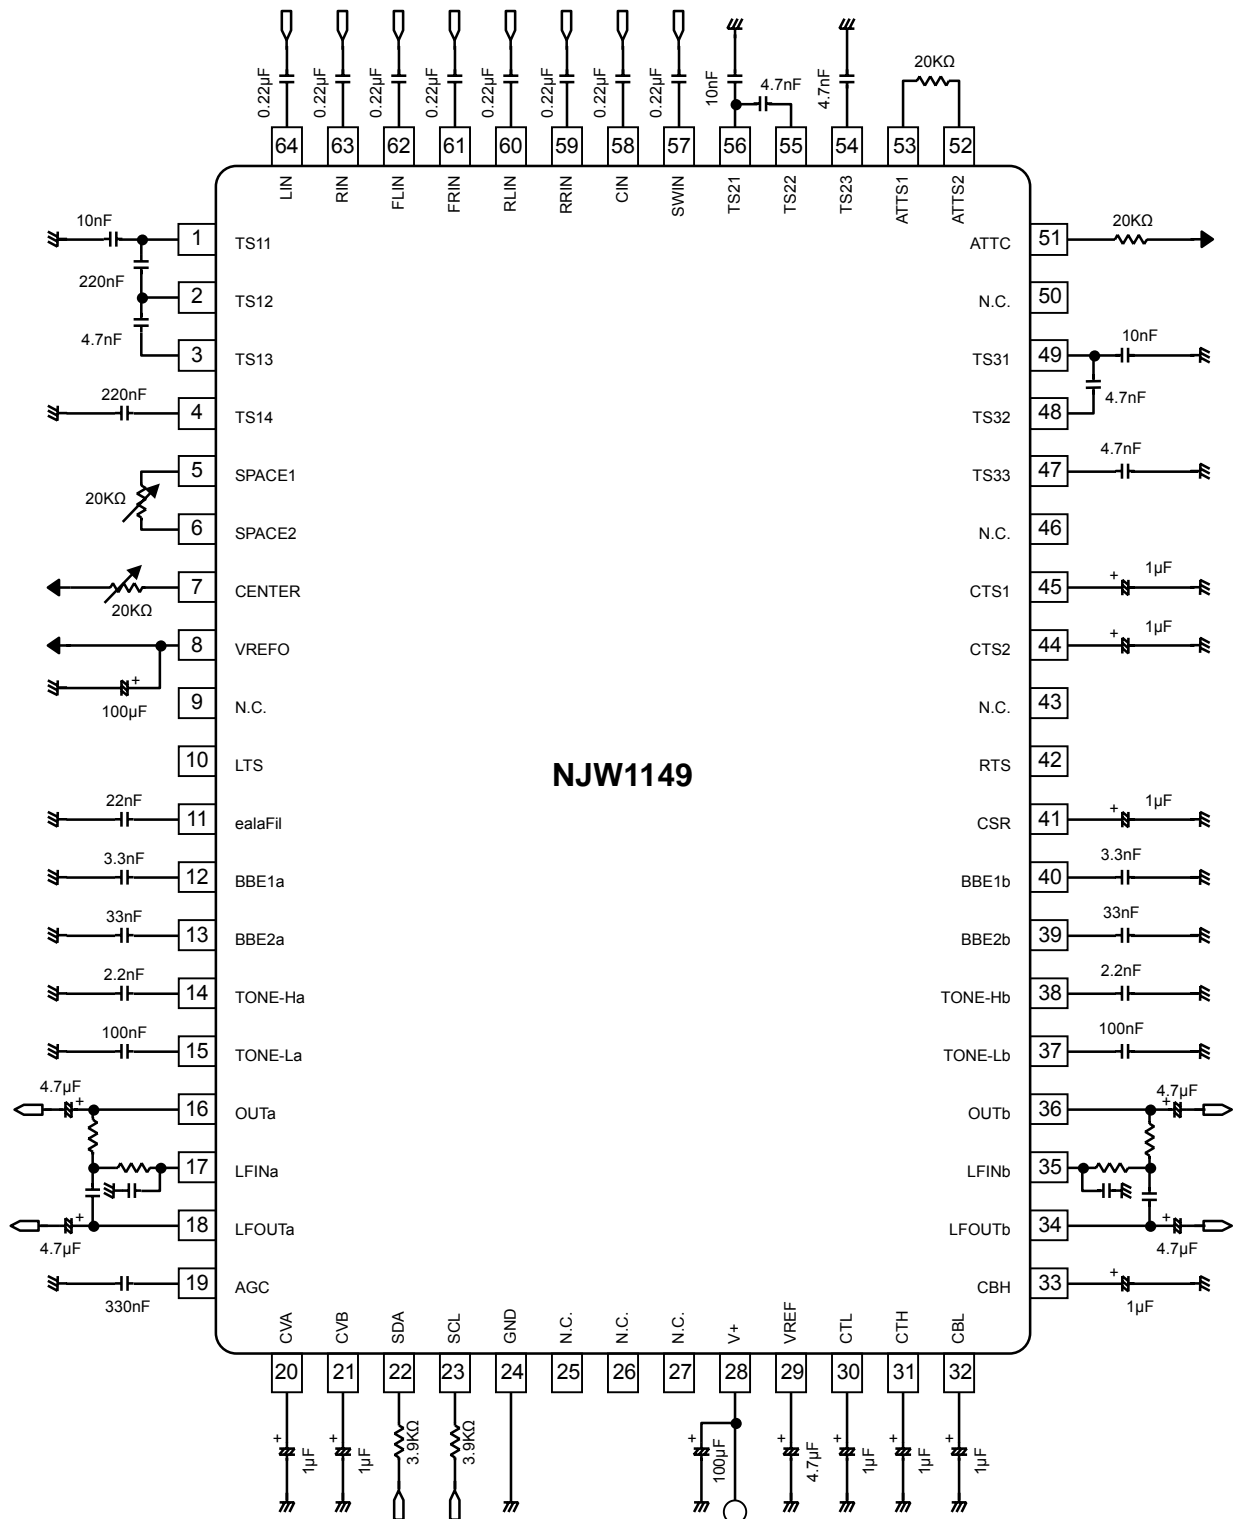 0.22µF 0.22µF 0.22µF 0.22µF 0.22µF 0.22µF 0.22µF 0.22µF 10nF 4.7nF 4.7nF 20KΩ
64 63 62 61 60 59 58 57 56 55 54 53 52
LIN RIN FLIN FRIN RLIN RRIN CIN SWIN TS21 TS22 TS23 ATTS1 ATTS2
10nF 1 TS11 ATTC 51 20KΩ
220nF 2 TS12 N.C. 50
4.7nF 3 TS13 TS31 49 10nF
220nF 4 TS14 TS32 48 4.7nF
5 SPACE1 TS33 47 4.7nF
20KΩ
6 SPACE2 N.C. 46
7 CENTER CTS1 45 + 1µF
20KΩ
8 VREFO CTS2 44 + 1µF
+
100µF 9 N.C. N.C. 43
10 LTS NJW1149 RTS 42
22nF 11 ealaFil CSR 41 + 1µF
3.3nF 12 BBE1a BBE1b 40 3.3nF
33nF 13 BBE2a BBE2b 39 33nF
2.2nF 14 TONE-Ha TONE-Hb 38 2.2nF
100nF 15 TONE-La TONE-Lb 37 100nF
4.7µF + 16 OUTa OUTb 36 + 4.7µF
17 LFINa LFINb 35
+ 18 LFOUTa LFOUTb 34 +
4.7µF 4.7µF
19 AGC CBH 33 +
330nF 1µF
CVA CVB SDA SCL GND N.C. N.C. N.C. V+ VREF CTL CTH CBL
20 21 22 23 24 25 26 27 28 29 30 31 32
+ 1µF + 1µF 3.9KΩ 3.9KΩ + 100µF + 4.7µF + 1µF + 1µF + 1µF